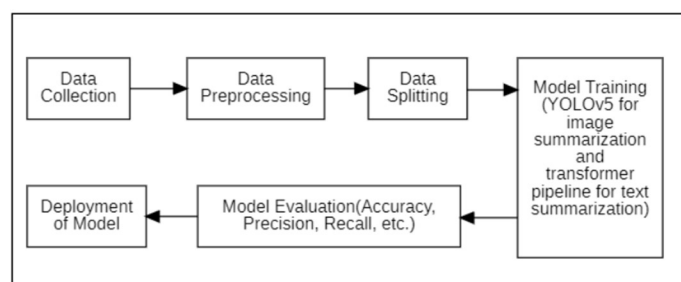 Data
Collection
Data
Preprocessing
Data
Splitting
Model Training
(YOLOv5 for
image
summarization
and
transformer
pipeline for text
summarization)
Model Evaluation(Accuracy,
Precision, Recall, etc.)
Deployment
of Model